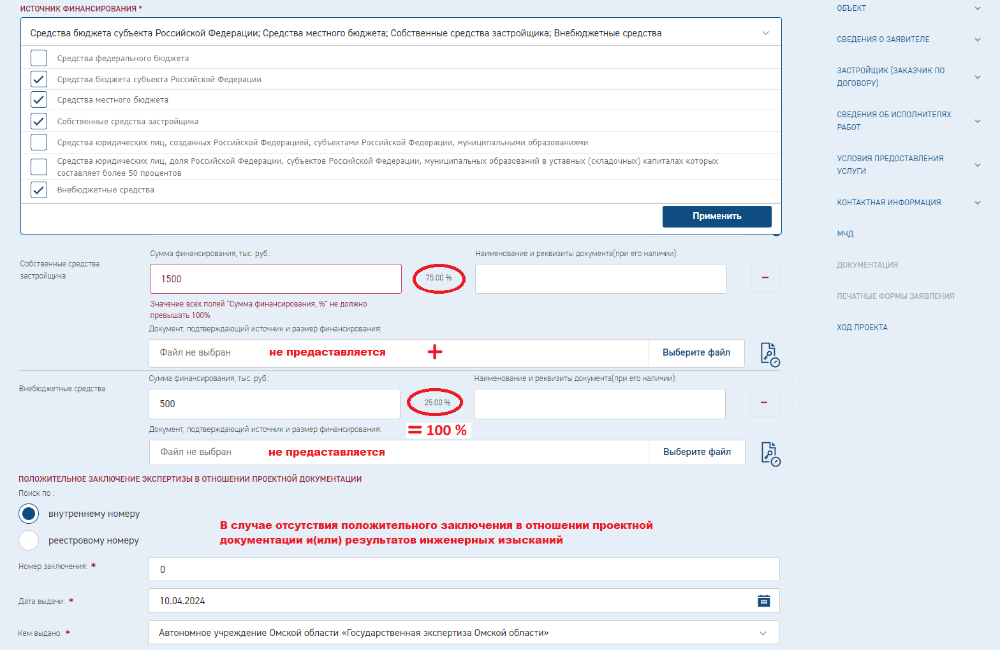 ИСТОЧНИК ФИНАНСИРОВАНИЯ *
Средства бюджета субъекта Российской Федерации; Средства местного бюджета; Собственные средства застройщика; Внебюджетные средства
Средства федерального бюджета
Средства бюджета субъекта Российской Федерации
Средства местного бюджета
Собственные средства застройщика
Средства юридических лиц, созданных Российской Федерацией, субъектами Российской Федерации, муниципальными образованиями
Средства юридических лиц, доля Российской Федерации, субъектов Российской Федерации, муниципальных образований в уставных (складочных) капиталах которых
составляет более 50 процентов
Внебюджетные средства
Применить
Собственные средства
застройщика
Сумма финансирования, тыс. руб.:
Наименование и реквизиты документа(при его наличии):
1500
75.00 %
Значение всех полей "Сумма финансирования, %" не должно
превышать 100%
Документ, подтверждающий источник и размер финансирования:
Файл не выбран не предаставляется + Выберите файл
Внебюджетные средства
Сумма финансирования, тыс. руб.:
Наименование и реквизиты документа(при его наличии):
500
25.00 %
Документ, подтверждающий источник и размер финансирования:
= 100 %
Файл не выбран не предаставляется Выберите файл
ПОЛОЖИТЕЛЬНОЕ ЗАКЛЮЧЕНИЕ ЭКСПЕРТИЗЫ В ОТНОШЕНИИ ПРОЕКТНОЙ ДОКУМЕНТАЦИИ
Поиск по :
внутреннему номеру
реестровому номеру
В случае отсутствия положительного заключения в отношении проектной
документации и(или) результатов инженерных изысканий
Номер заключения: *
0
Дата выдачи: *
10.04.2024
Кем выдано: *
Автономное учреждение Омской области «Государственная экспертиза Омской области»
ОБЪЕКТ
СВЕДЕНИЯ О ЗАЯВИТЕЛЕ
ЗАСТРОЙЩИК (ЗАКАЗЧИК ПО
ДОГОВОРУ)
СВЕДЕНИЯ ОБ ИСПОЛНИТЕЛЯХ
РАБОТ
УСЛОВИЯ ПРЕДОСТАВЛЕНИЯ
УСЛУГИ
КОНТАКТНАЯ ИНФОРМАЦИЯ
МЧД
ДОКУМЕНТАЦИЯ
ПЕЧАТНЫЕ ФОРМЫ ЗАЯВЛЕНИЯ
ХОД ПРОЕКТА